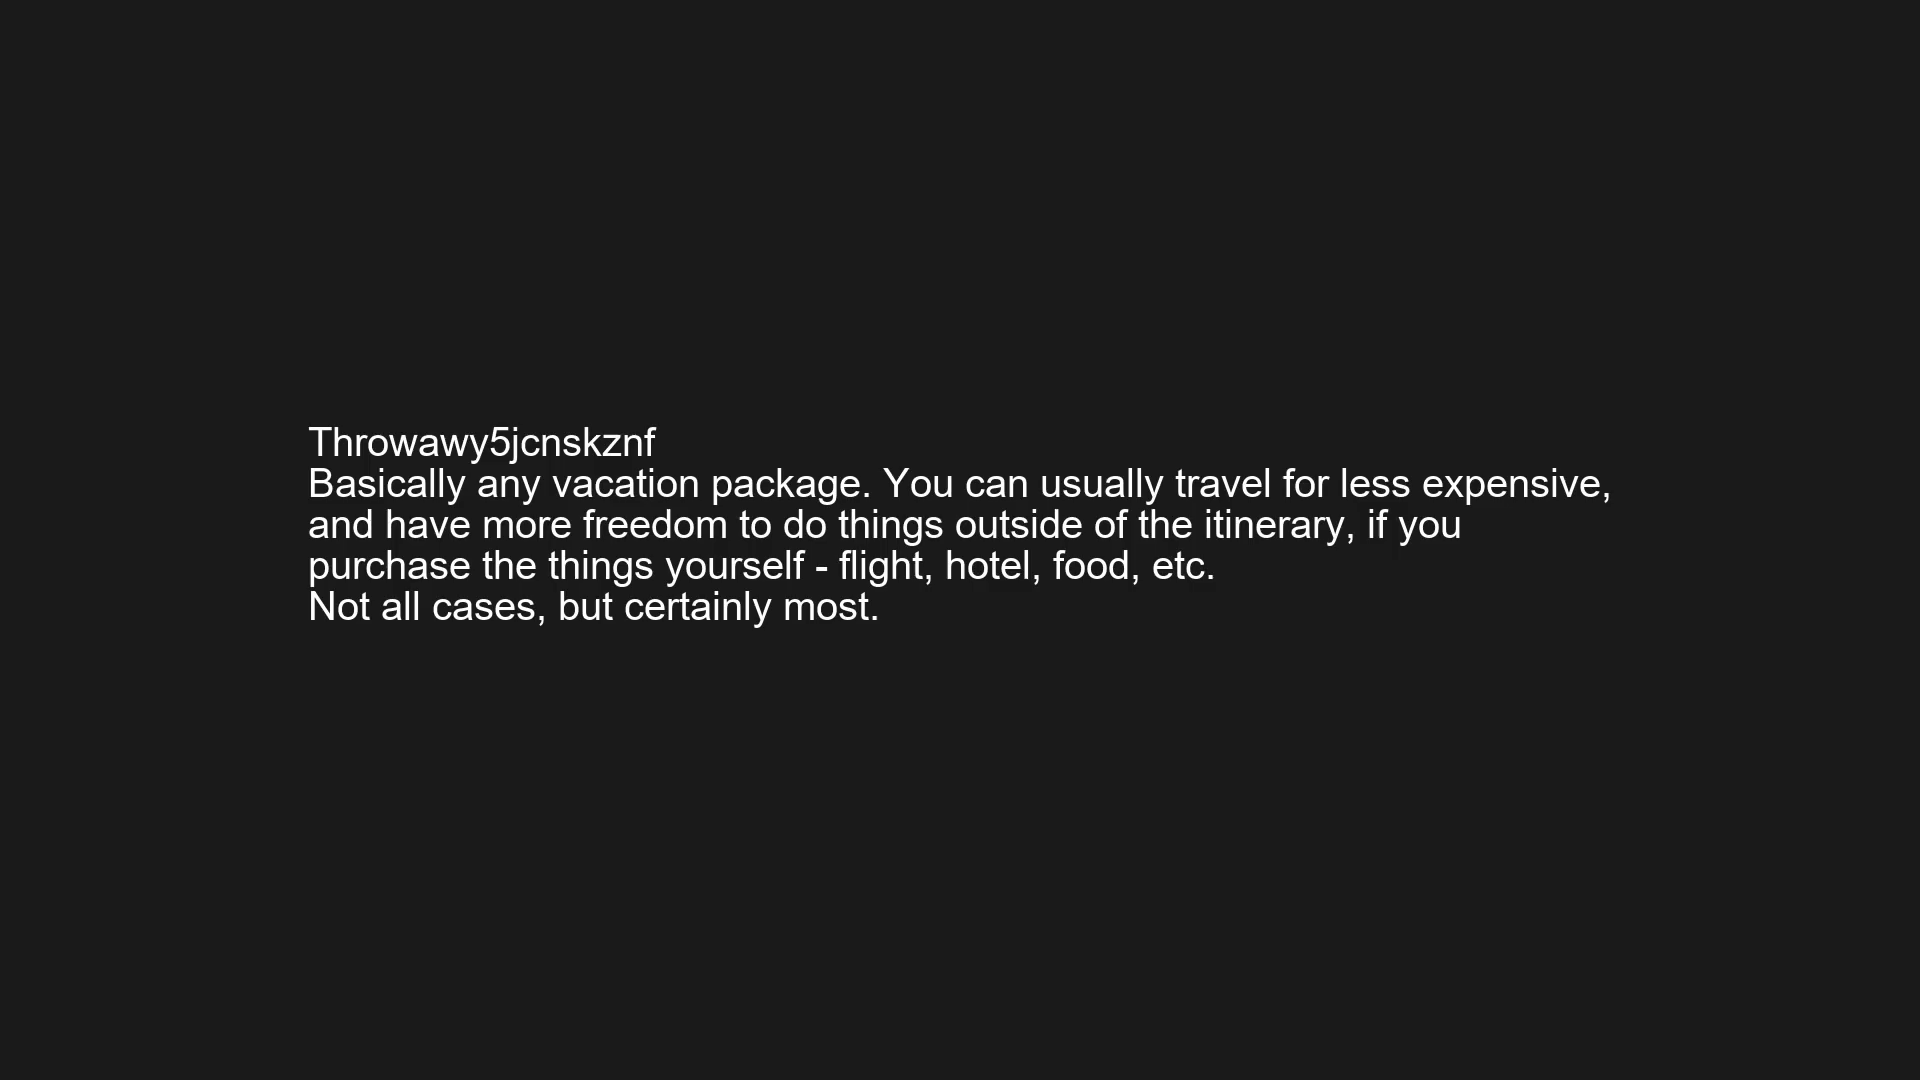 Throwawy5jcnskznf
Basically any vacation package. You can usually travel for less expensive,
and have more freedom to do things outside of the itinerary, if you
purchase the things yourself - flight, hotel, food, etc.
Not all cases, but certainly most.